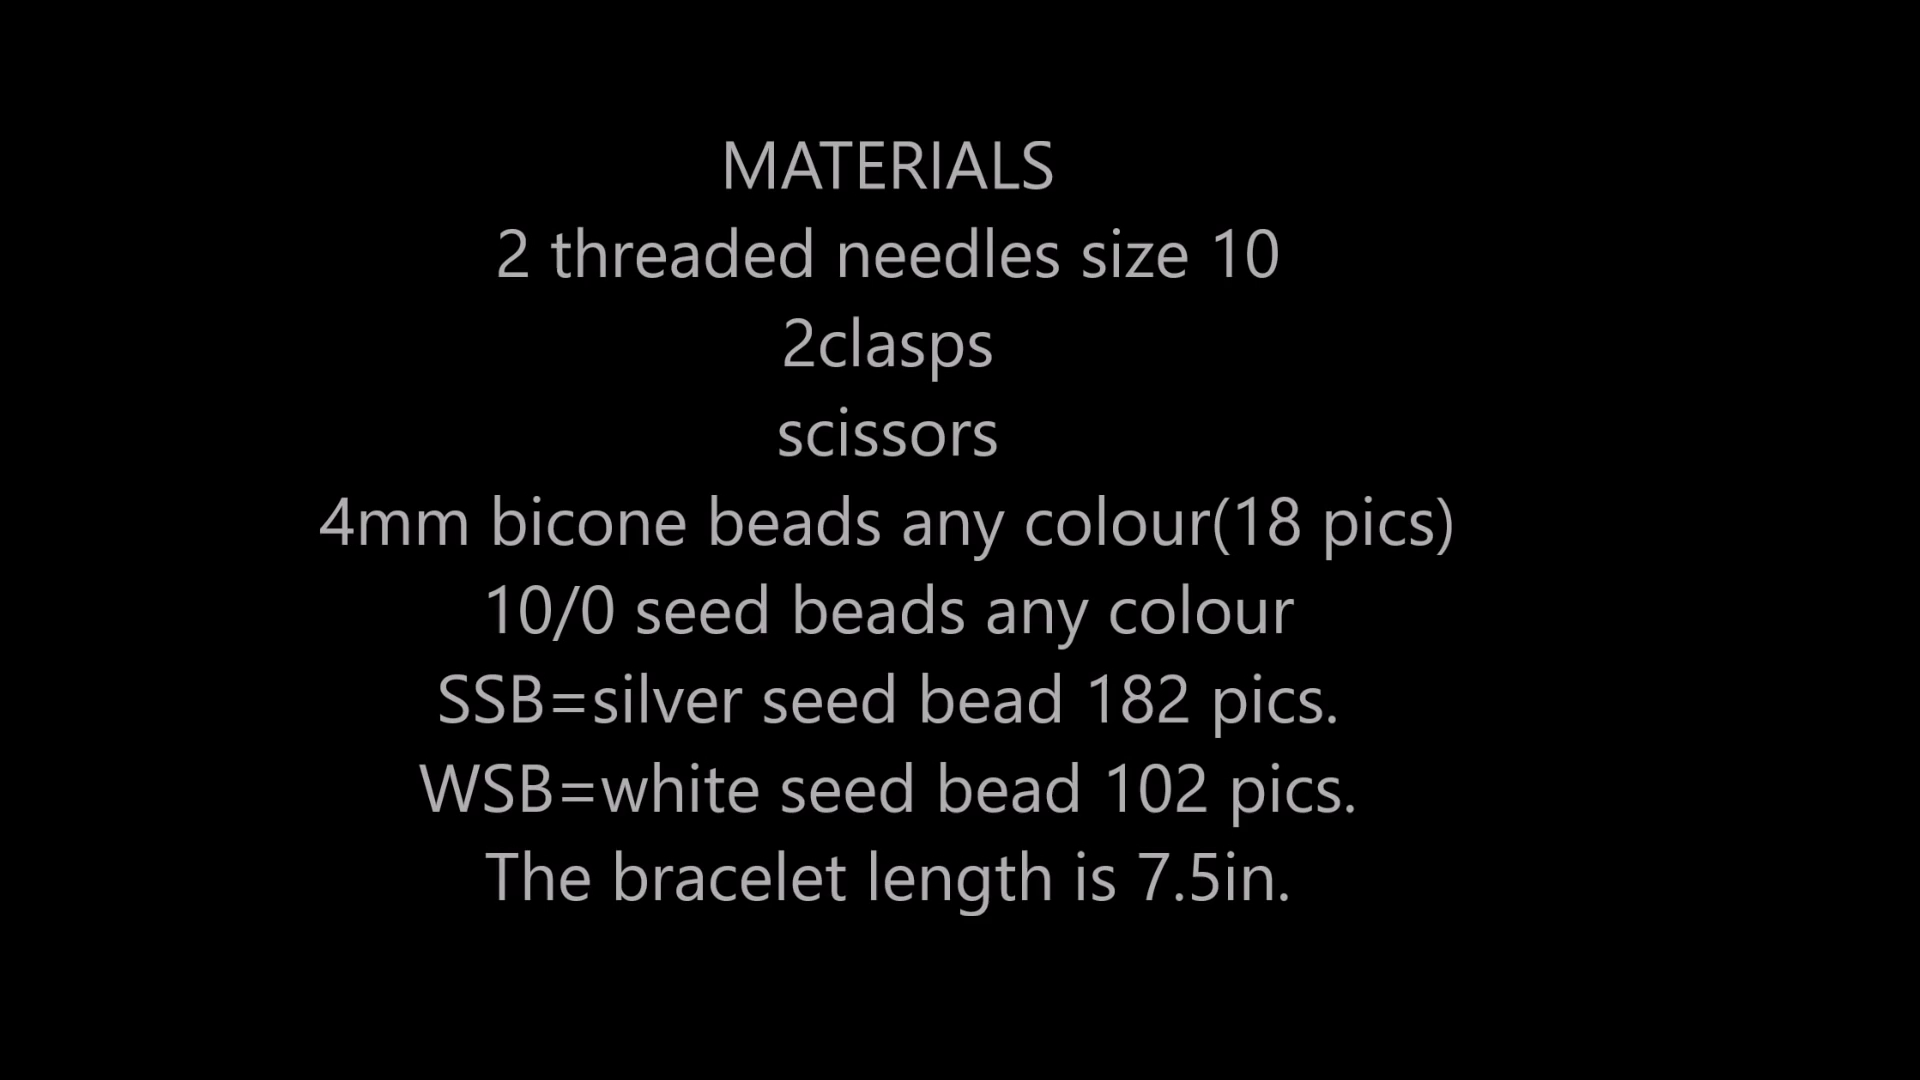 MATERIALS
2 threaded needles size 10
2clasps
scissors
4mm bicone beads any colour(18 pics)
10/0 seed beads any colour
SSB=silver seed bead 182 pics.
WSB=white seed bead 102 pics.
The bracelet length is 7.5in.